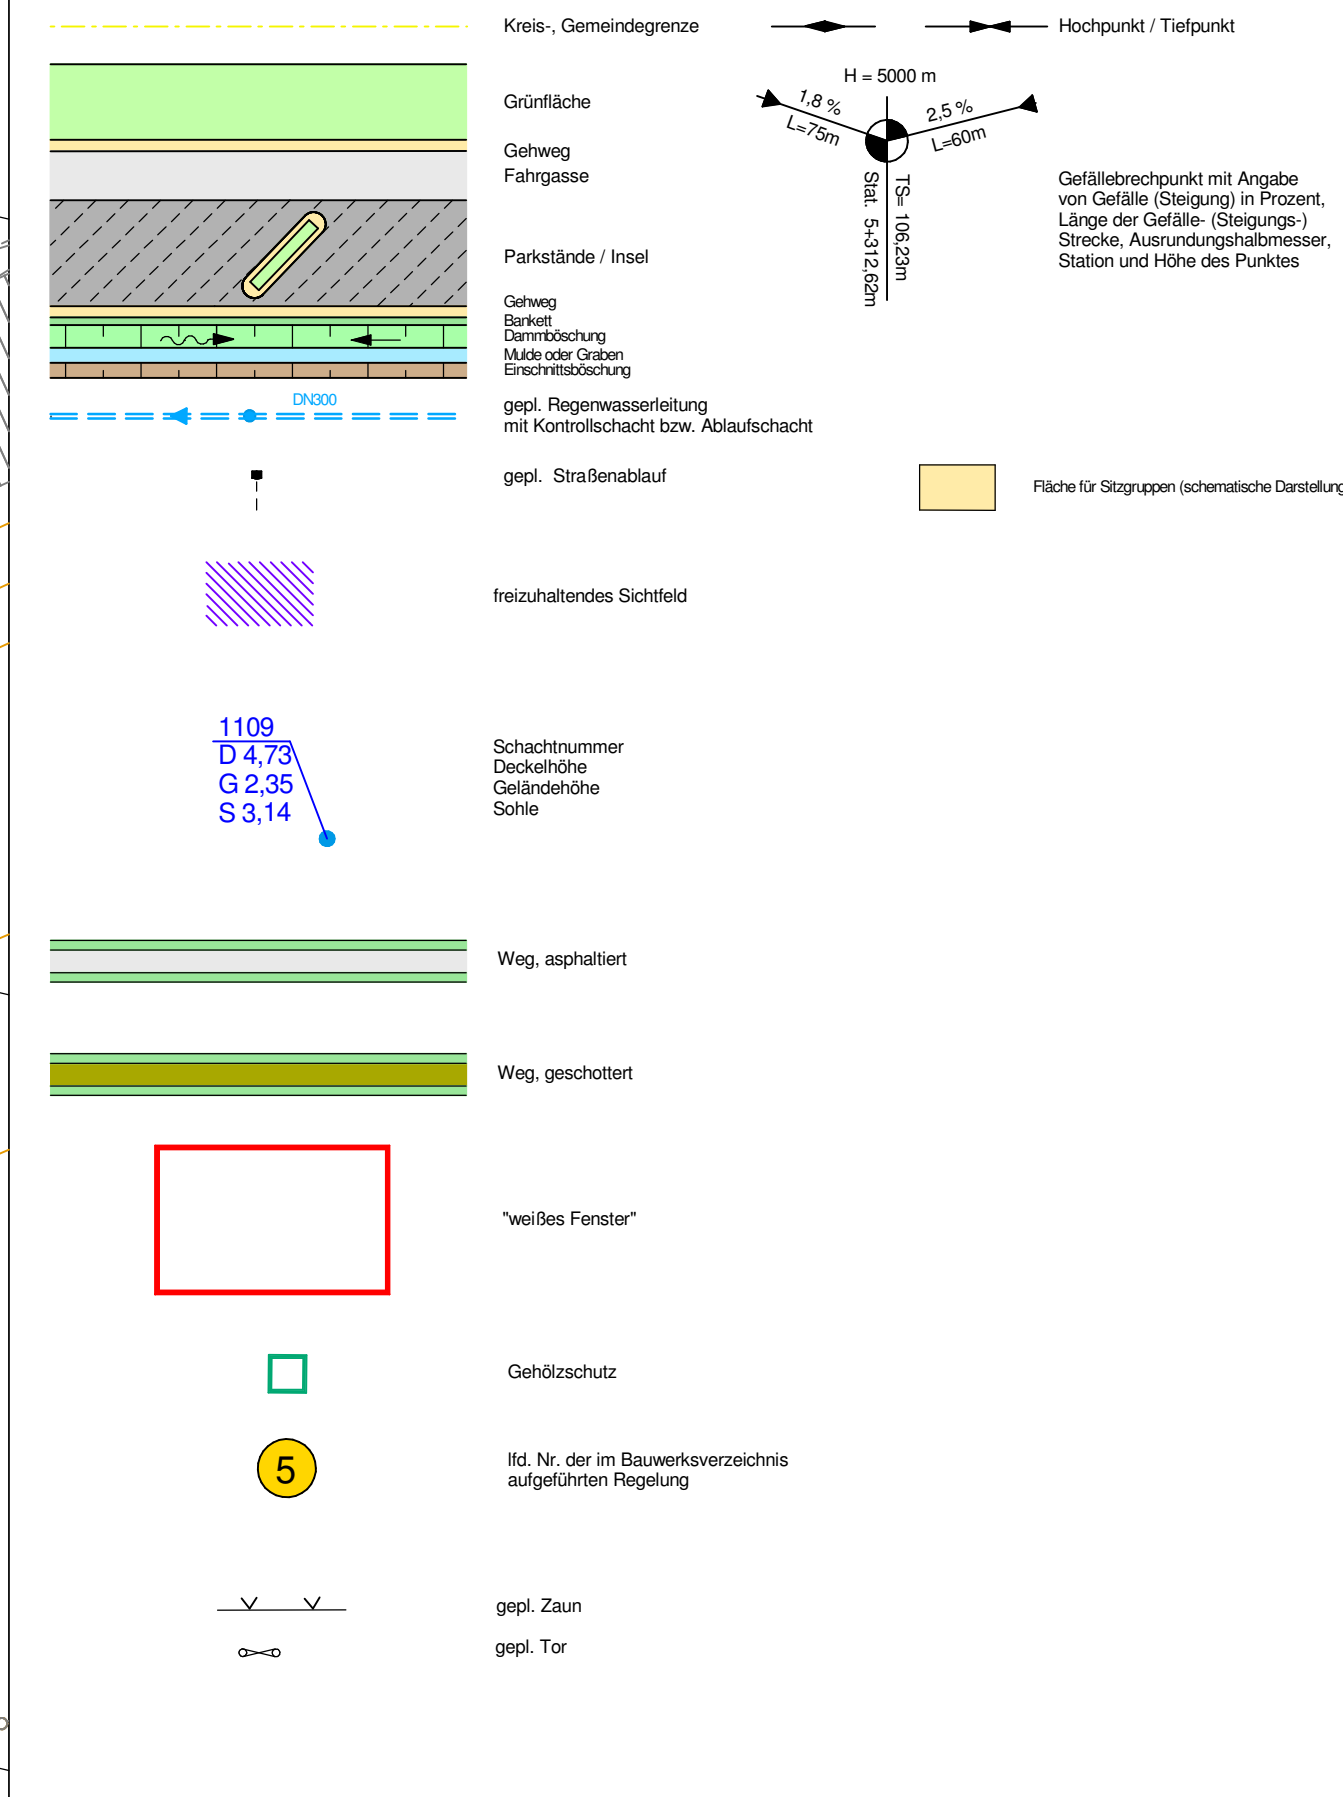 Kreis-, Gemeindegrenze
Hochpunkt / Tiefpunkt
H = 5000 m
1,8 %
L=75m
2,5 %
L=60m
Stat. 5+312,62m
TS= 106,23m
Gefällebrechpunkt mit Angabe
von Gefälle (Steigung) in Prozent,
Länge der Gefälle- (Steigungs-)
Strecke, Ausrundungshalbmesser,
Station und Höhe des Punktes
Grünfläche
Gehweg
Fahrgasse
Parkstände / Insel
Gehweg
Bankett
Dammböschung
Mulde oder Graben
Einschnittsböschung
DN300
gepl. Regenwasserleitung
mit Kontrollschacht bzw. Ablaufschacht
gepl. Straßenablauf
Fläche für Sitzgruppen (schematische Darstellung
freizuhaltendes Sichtfeld
1109
D 4,73
G 2,35
S 3,14
Schachtnummer
Deckelhöhe
Geländehöhe
Sohle
Weg, asphaltiert
Weg, geschottert
"weißes Fenster"
Gehölzschutz
5
lfd. Nr. der im Bauwerksverzeichnis
aufgeführten Regelung
gepl. Zaun
gepl. Tor